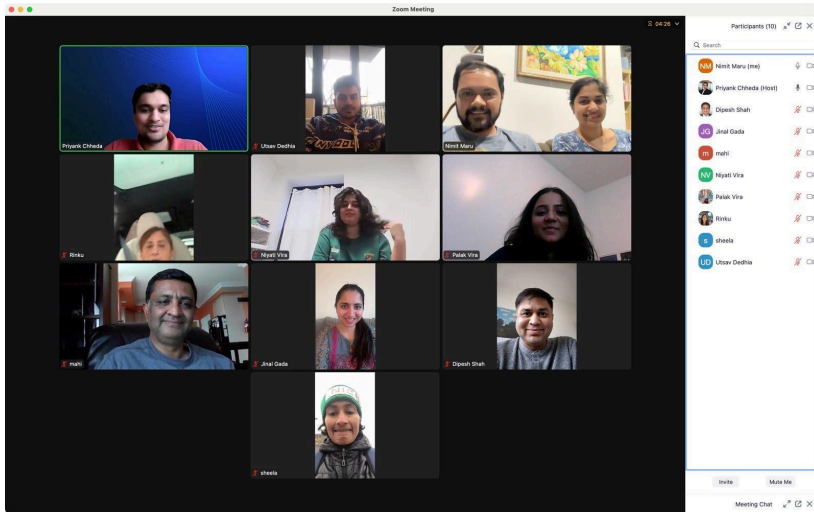 Zoom Meeting
04:26
Participants (10)
Search
Priyank Chheda
Utsav Dedhia
Nimit Maru
Rinku
Niyati Vira
Palak Vira
mahi
Jinal Gada
Dipesh Shah
sheela
NM Nimit Maru (me)
Priyank Chheda (Host)
Dipesh Shah
JG Jinal Gada
m mahi
NV Niyati Vira
Palak Vira
Rinku
s sheela
UD Utsav Dedhia
Invite Mute Me
Meeting Chat